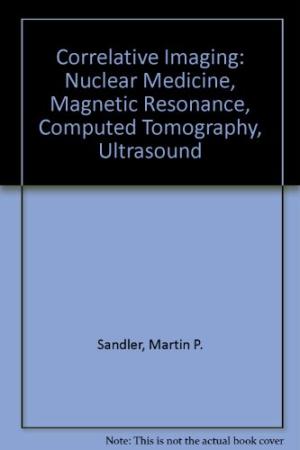 Correlative Imaging:
Nuclear Medicine,
Magnetic Resonance,
Computed Tomography,
Ultrasound
Sandler, Martin P.
Note: This is not the actual book cover